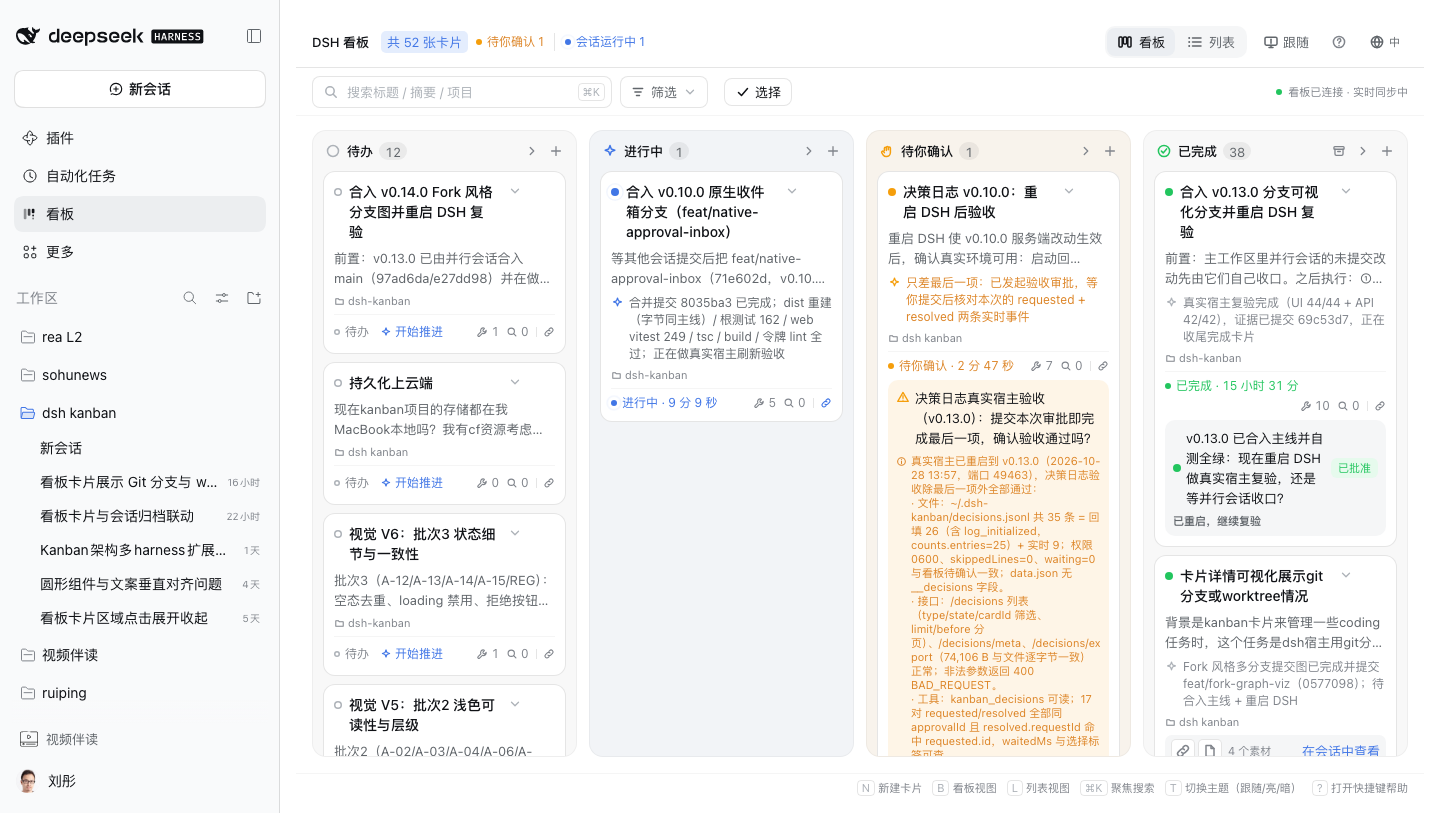 deepseek HARNESS
新会话
插件
自动化任务
看板
更多
工作区
rea L2
sohunews
dsh kanban
新会话
看板卡片展示 Git 分支与 w... 16小时
看板卡片与会话归档联动 22小时
Kanban架构多harness扩展... 1天
圆形组件与文案垂直对齐问题 4天
看板卡片区域点击展开收起 5天
视频伴读
ruiping
视频伴读
刘彤
DSH 看板 共 52 张卡片 待你确认 1 会话运行中 1
看板 列表 跟随 中
搜索标题 / 摘要 / 项目 ⌘K 筛选 选择
看板已连接 · 实时同步中
待办 12
合入 v0.14.0 Fork 风格
分支图并重启 DSH 复
验
前置：v0.13.0 已由并行会话合入
main（97ad6da/e27dd98）并在做...
dsh-kanban
待办 开始推进 1 0
持久化上云端
现在kanban项目的存储都在我
MacBook本地吗？我有cf资源考虑...
dsh kanban
待办 开始推进 0 0
视觉 V6：批次3 状态细
节与一致性
批次3（A-12/A-13/A-14/A-15/REG）：
空态去重、loading 禁用、拒绝按钮...
dsh-kanban
待办 开始推进 1 0
视觉 V5：批次2 浅色可
读性与层级
批次2（A-02/A-03/A-04/A-06/A-
进行中 1
合入 v0.10.0 原生收件
箱分支（feat/native-
approval-inbox）
等其他会话提交后把 feat/native-
approval-inbox（71e602d，v0.10....
合并提交 8035ba3 已完成；dist 重建
（字节同主线）/ 根测试 162 / web
vitest 249 / tsc / build / 令牌 lint 全
过；正在做真实宿主刷新验收
dsh-kanban
进行中 · 9 分 9 秒 5 0
待你确认 1
决策日志 v0.10.0：重
启 DSH 后验收
重启 DSH 使 v0.10.0 服务端改动生效
后，确认真实环境可用：启动回...
只差最后一项：已发起验收审批，等
你提交后核对本次的 requested +
resolved 两条实时事件
dsh kanban
待你确认 · 2 分 47 秒 7 0
决策日志真实宿主验收
（v0.13.0）：提交本次审批即完
成最后一项，确认验收通过吗？
真实宿主已重启到 v0.13.0（2026-10-
28 13:57，端口 49463），决策日志验
收除最后一项外全部通过：
· 文件：~/.dsh-
kanban/decisions.jsonl 共 35 条 = 回
填 26（含 log_initialized,
counts.entries=25）+ 实时 9；权限
0600、skippedLines=0、waiting=0
与看板待确认一致；data.json 无
__decisions 字段。
· 接口：/decisions 列表
（type/state/cardId 筛选、
limit/before 分
页）、/decisions/meta、/decisions/ex
port（74,106 B 与文件逐字节一致）
正常；非法参数返回 400
BAD_REQUEST。
· 工具：kanban_decisions 可读；17
对 requested/resolved 全部同
approvalId 且 resolved.requestId 命
中 requested.id，waitedMs 与选择标
已完成 38
合入 v0.13.0 分支可视
化分支并重启 DSH 复
验
前置：主工作区里并行会话的未提交改
动先由它们自己收口。之后执行：①...
真实宿主复验完成（UI 44/44 + API
42/42），证据已提交 69c53d7，正在
收尾完成卡片
dsh-kanban
已完成 · 15 小时 31 分
10 0
v0.13.0 已合入主线并自
测全绿：现在重启 DSH
做真实宿主复验，还是
等并行会话收口？
已批准
已重启，继续复验
卡片详情可视化展示git
分支或worktree情况
背景是kanban卡片来管理一些coding
任务时，这个任务是dsh宿主用git分...
Fork 风格多分支提交图已完成并提交
feat/fork-graph-viz（0577098）；待
合入主线 + 重启 DSH
dsh kanban
4 个素材 在会话中查看
N 新建卡片 B 看板视图 L 列表视图 ⌘K 聚焦搜索 T 切换主题（跟随/亮/暗） ? 打开快捷键帮助